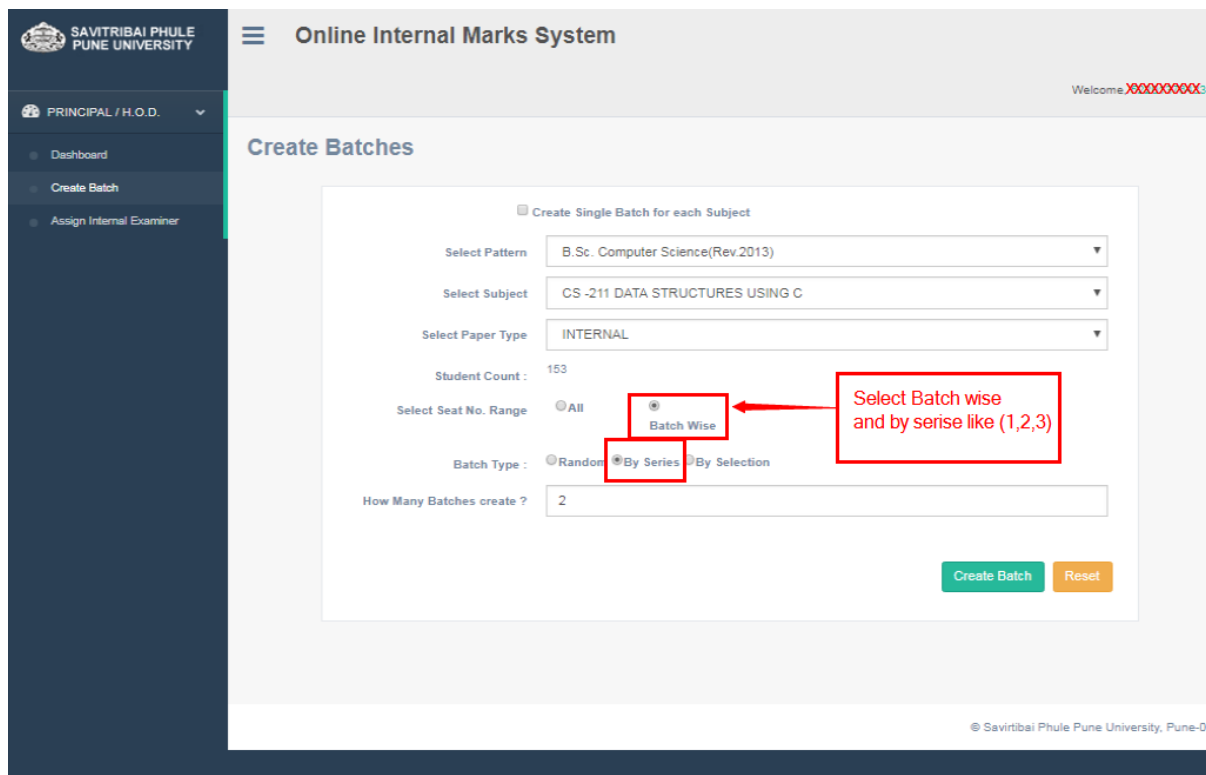 SAVITRIBAI PHULE
PUNE UNIVERSITY
Online Internal Marks System
Welcome,XXXXXXXXX3
PRINCIPAL / H.O.D.
Dashboard
Create Batch
Assign Internal Examiner
Create Batches
Create Single Batch for each Subject
Select Pattern B.Sc. Computer Science(Rev.2013)
Select Subject CS -211 DATA STRUCTURES USING C
Select Paper Type INTERNAL
Student Count : 153
Select Seat No. Range All Batch Wise
Select Batch wise
and by serise like (1,2,3)
Batch Type : Random By Series By Selection
How Many Batches create ? 2
Create Batch Reset
© Savirtibai Phule Pune University, Pune-0